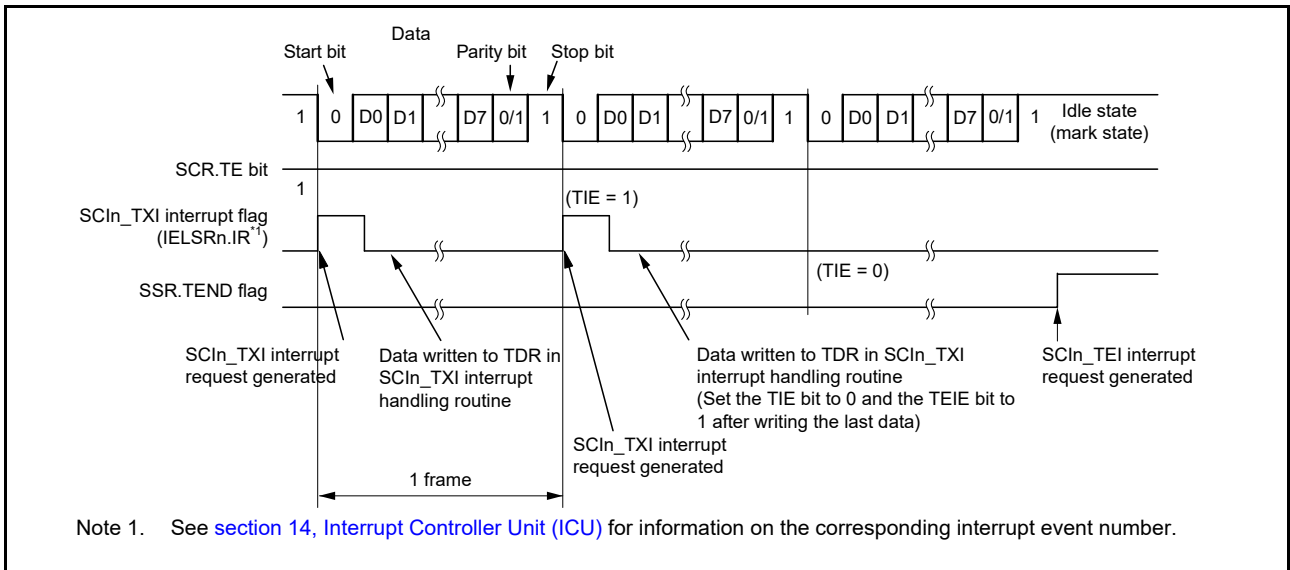 Data
Start bit
Parity bit
Stop bit
1 0 D0 D1 D7 0/1 1 0 D0 D1 D7 0/1 1 0 D0 D1 D7 0/1 1
Idle state
(mark state)
SCR.TE bit
1
SCIn_TXI interrupt flag
(IELSRn.IR*1)
(TIE = 1)
(TIE = 0)
SSR.TEND flag
SCIn_TXI interrupt
request generated
Data written to TDR in
SCIn_TXI interrupt
handling routine
Data written to TDR in SCIn_TXI
interrupt handling routine
(Set the TIE bit to 0 and the TEIE bit to
1 after writing the last data)
SCIn_TEI interrupt
request generated
SCIn_TXI interrupt
request generated
1 frame
Note 1. See section 14, Interrupt Controller Unit (ICU) for information on the corresponding interrupt event number.